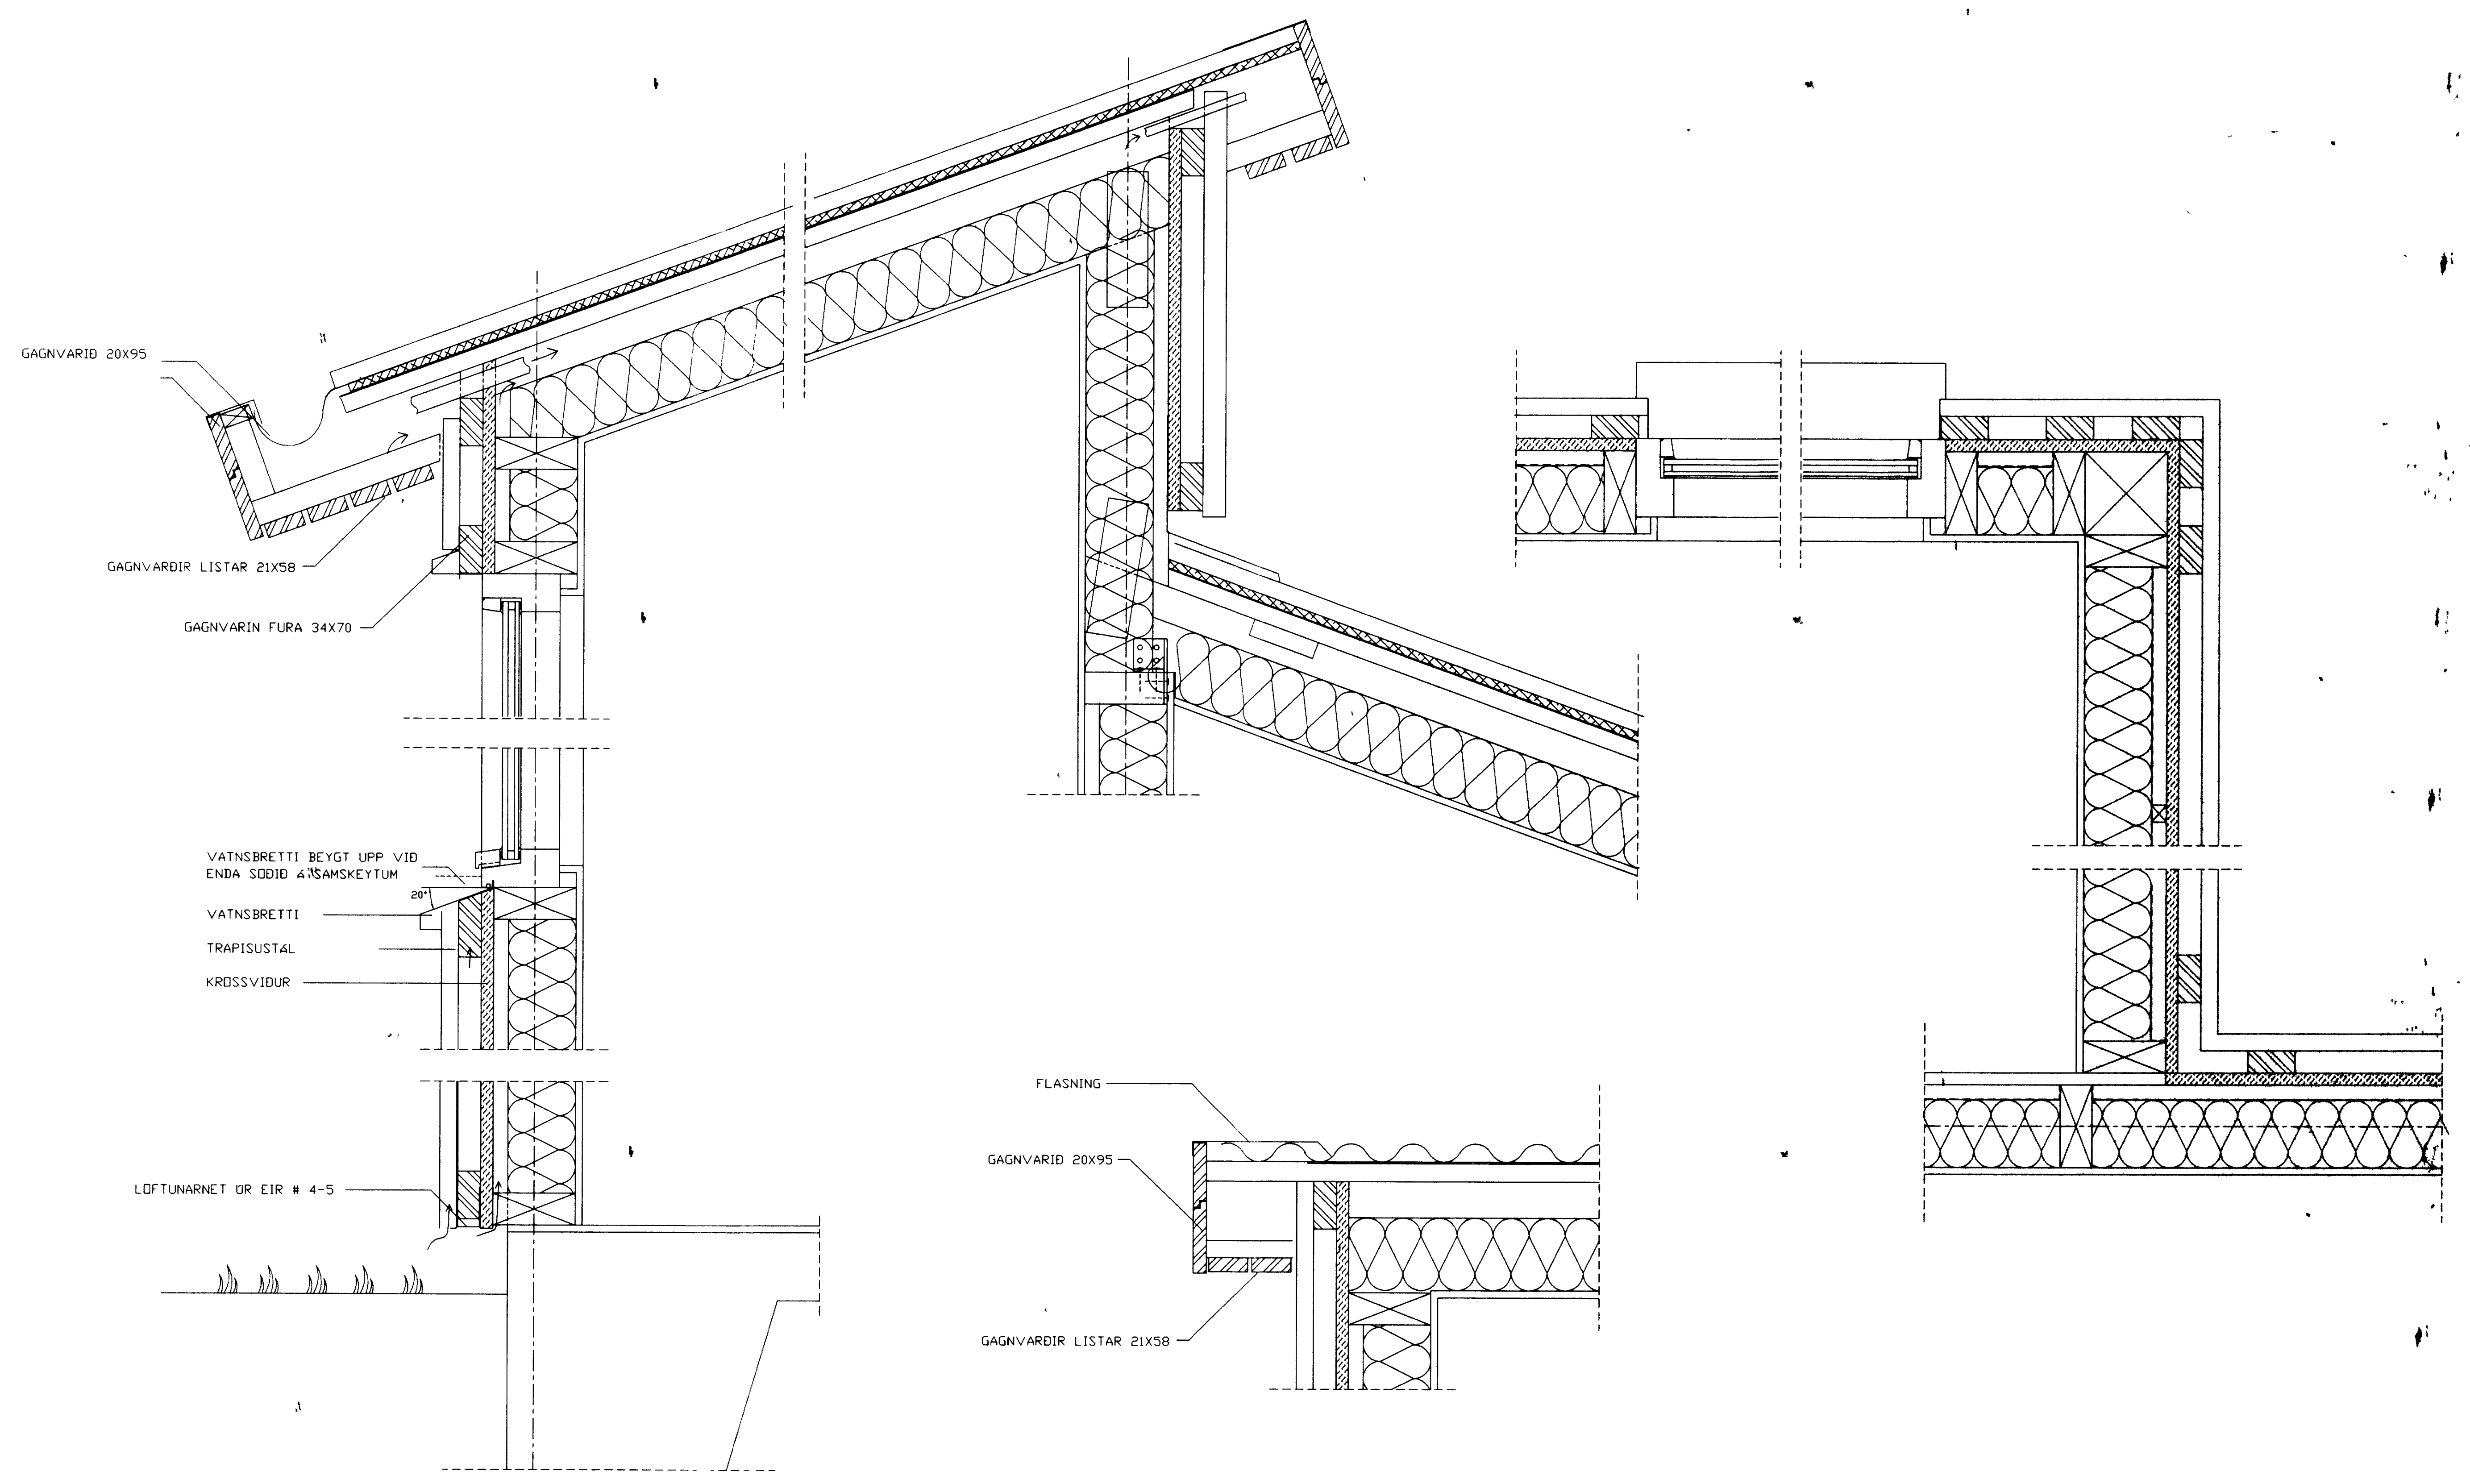 GAGNVARIÐ 20X95
GAGNVARÐIR LISTAR 21X58
GAGNVARIN FURA 34X70
VATNSBRETTI BEYGT UPP VIÐ
ENDA SOÐIÐ Á SAMSKEYTUM
20°
VATNSBRETTI
TRAPISUSTÁL
KROSSVIÐUR
LOFTUNARNET ÚR EIR # 4-5
FLASNING
GAGNVARIÐ 20X95
GAGNVARÐIR LISTAR 21X58